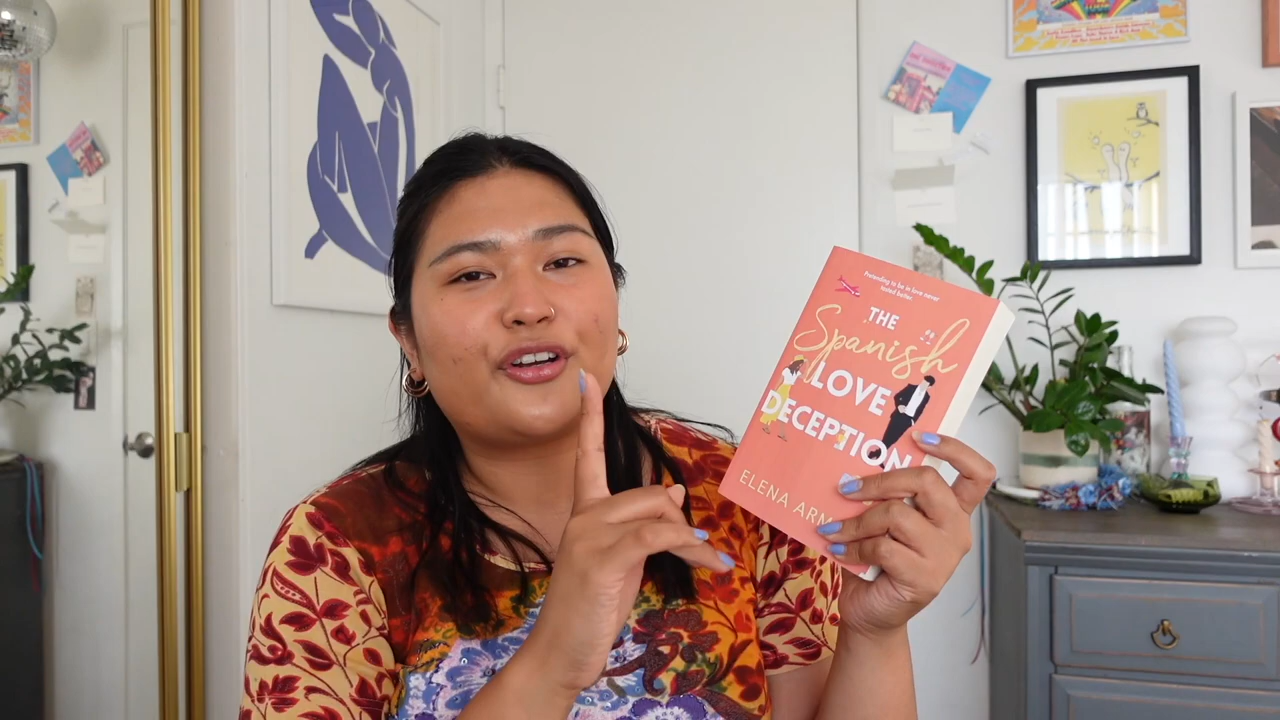 Pretending to be in love never
tasted better.
THE
Spanish
LOVE
DECEPTION
ELENA ARM